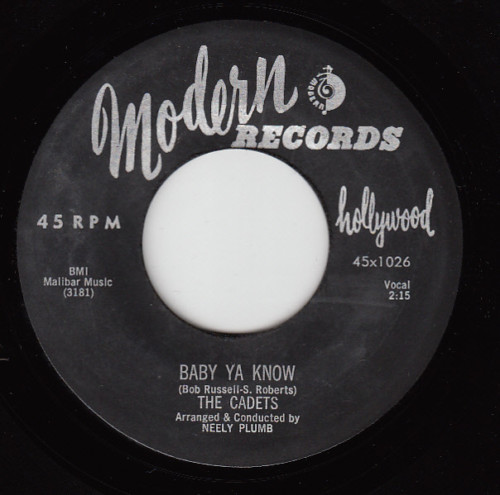 Modern
RECORDS
MODERN
45 RPM
hollywood
45x1026
BMI
Malibar Music
(3181)
Vocal
2:15
BABY YA KNOW
(Bob Russell-S. Roberts)
THE CADETS
Arranged & Conducted by
NEELY PLUMB